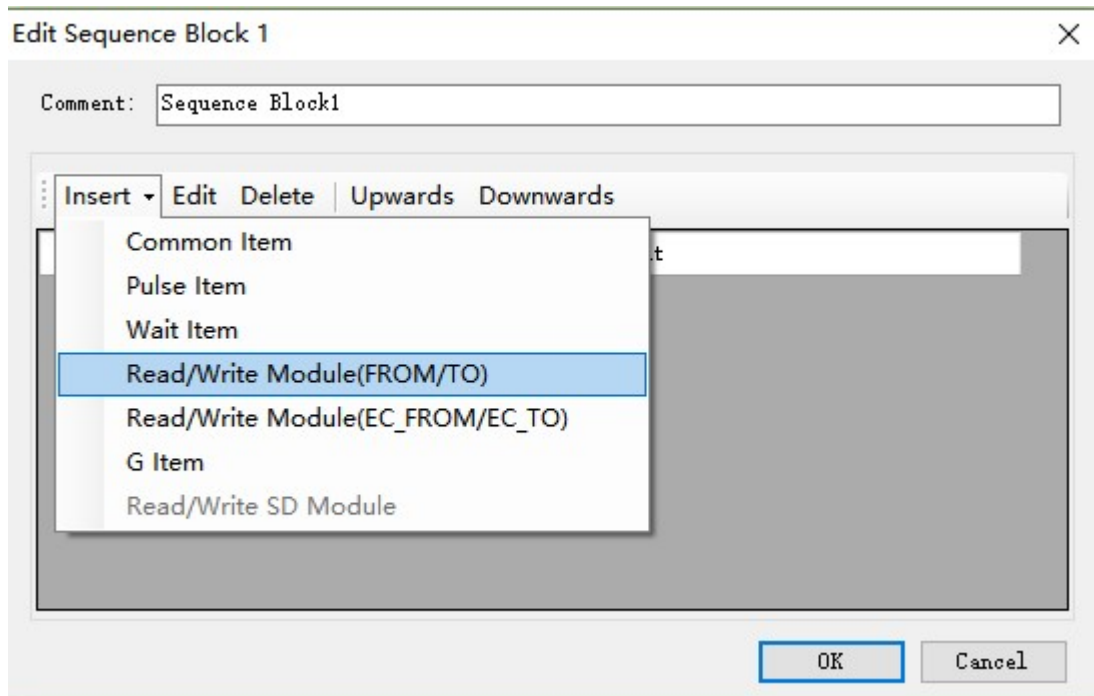 Edit Sequence Block 1
Comment: Sequence Block1
Insert Edit Delete Upwards Downwards
Common Item
Pulse Item
Wait Item
Read/Write Module(FROM/TO)
Read/Write Module(EC_FROM/EC_TO)
G Item
Read/Write SD Module
OK Cancel